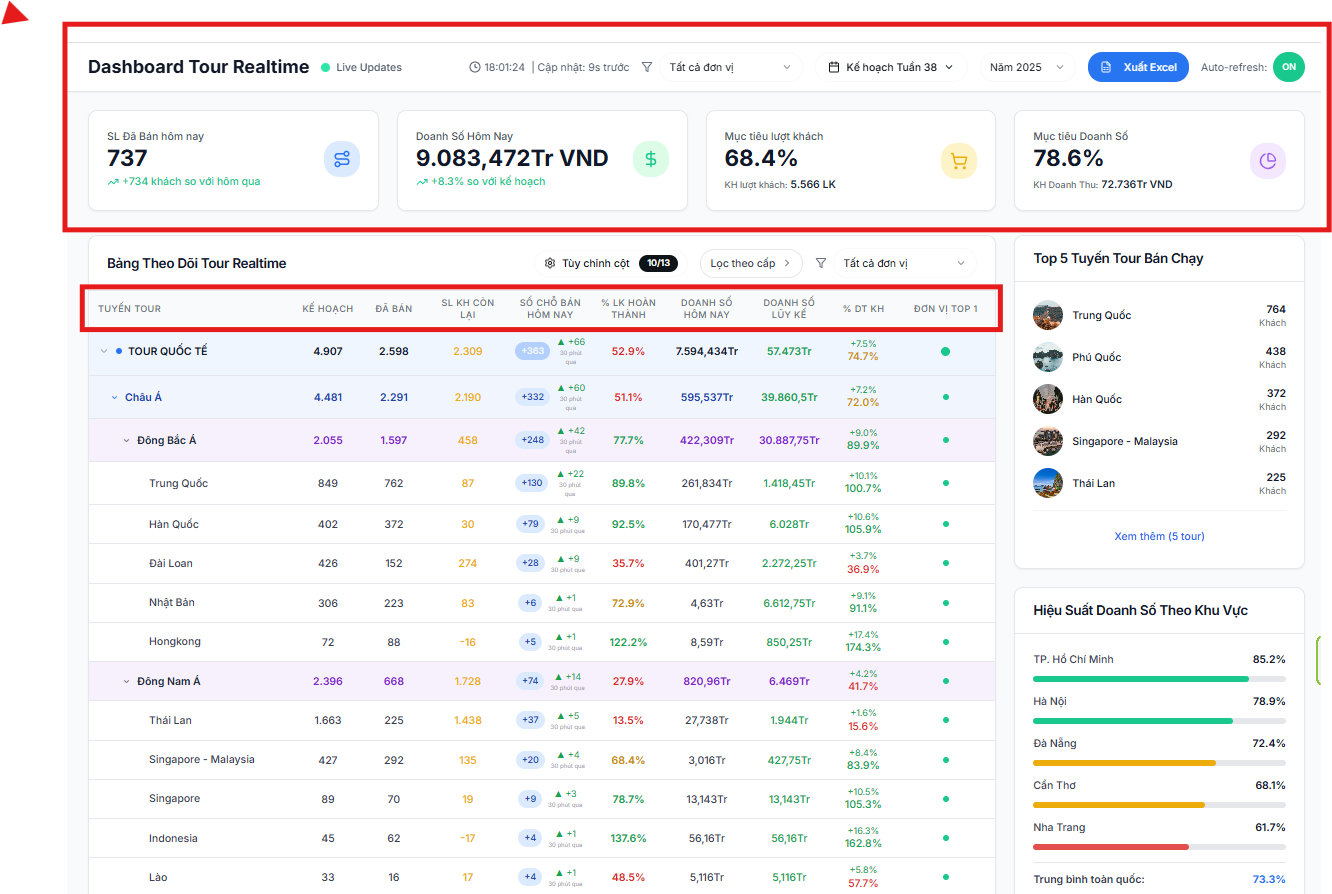 Dashboard Tour Realtime
Live Updates
18:01:24 | Cập nhật: 9s trước
Tất cả đơn vị
Kế hoạch Tuần 38
Năm 2025
Xuất Excel
Auto-refresh: ON
SL Đã Bán hôm nay
737
+734 khách so với hôm qua
Doanh Số Hôm Nay
9.083,472Tr VND
+8.3% so với kế hoạch
Mục tiêu lượt khách
68.4%
KH lượt khách: 5.566 LK
Mục tiêu Doanh Số
78.6%
KH Doanh Thu: 72.736Tr VND
Bảng Theo Dõi Tour Realtime
Tùy chỉnh cột 10/13
Lọc theo cấp
Tất cả đơn vị
TUYẾN TOUR
KẾ HOẠCH
ĐÃ BÁN
SL KH CÒN
LẠI
SỐ CHỖ BÁN
HÔM NAY
% LK HOÀN
THÀNH
DOANH SỐ
HÔM NAY
DOANH SỐ
LŨY KẾ
% DT KH
ĐƠN VỊ TOP 1
TOUR QUỐC TẾ 4.907 2.598 2.309 +363 ▲ +66 30 phút qua 52.9% 7.594,434Tr 57.473Tr +7.5% 74.7%
Châu Á 4.481 2.291 2.190 +332 ▲ +60 30 phút qua 51.1% 595,537Tr 39.860,5Tr +7.2% 72.0%
Đông Bắc Á 2.055 1.597 458 +248 ▲ +42 30 phút qua 77.7% 422,309Tr 30.887,75Tr +9.0% 89.9%
Trung Quốc 849 762 87 +130 ▲ +22 30 phút qua 89.8% 261,834Tr 1.418,45Tr +10.1% 100.7%
Hàn Quốc 402 372 30 +79 ▲ +9 30 phút qua 92.5% 170,477Tr 6.028Tr +10.6% 105.9%
Đài Loan 426 152 274 +28 ▲ +9 30 phút qua 35.7% 401,27Tr 2.272,25Tr +3.7% 36.9%
Nhật Bản 306 223 83 +6 ▲ +1 30 phút qua 72.9% 4,63Tr 6.612,75Tr +9.1% 91.1%
Hongkong 72 88 -16 +5 ▲ +1 30 phút qua 122.2% 8,59Tr 850,25Tr +17.4% 174.3%
Đông Nam Á 2.396 668 1.728 +74 ▲ +14 30 phút qua 27.9% 820,96Tr 6.469Tr +4.2% 41.7%
Thái Lan 1.663 225 1.438 +37 ▲ +5 30 phút qua 13.5% 27,738Tr 1.944Tr +1.6% 15.6%
Singapore - Malaysia 427 292 135 +20 ▲ +4 30 phút qua 68.4% 3,016Tr 427,75Tr +8.4% 83.9%
Singapore 89 70 19 +9 ▲ +3 30 phút qua 78.7% 13,143Tr 13,143Tr +10.5% 105.3%
Indonesia 45 62 -17 +4 ▲ +1 30 phút qua 137.6% 56,16Tr 56,16Tr +16.3% 162.8%
Lào 33 16 17 +4 ▲ +1 30 phút qua 48.5% 5,116Tr 5,116Tr +5.8% 57.7%
Top 5 Tuyến Tour Bán Chạy
Trung Quốc 764 Khách
Phú Quốc 438 Khách
Hàn Quốc 372 Khách
Singapore - Malaysia 292 Khách
Thái Lan 225 Khách
Xem thêm (5 tour)
Hiệu Suất Doanh Số Theo Khu Vực
TP. Hồ Chí Minh 85.2%
Hà Nội 78.9%
Đà Nẵng 72.4%
Cần Thơ 68.1%
Nha Trang 61.7%
Trung bình toàn quốc: 73.3%